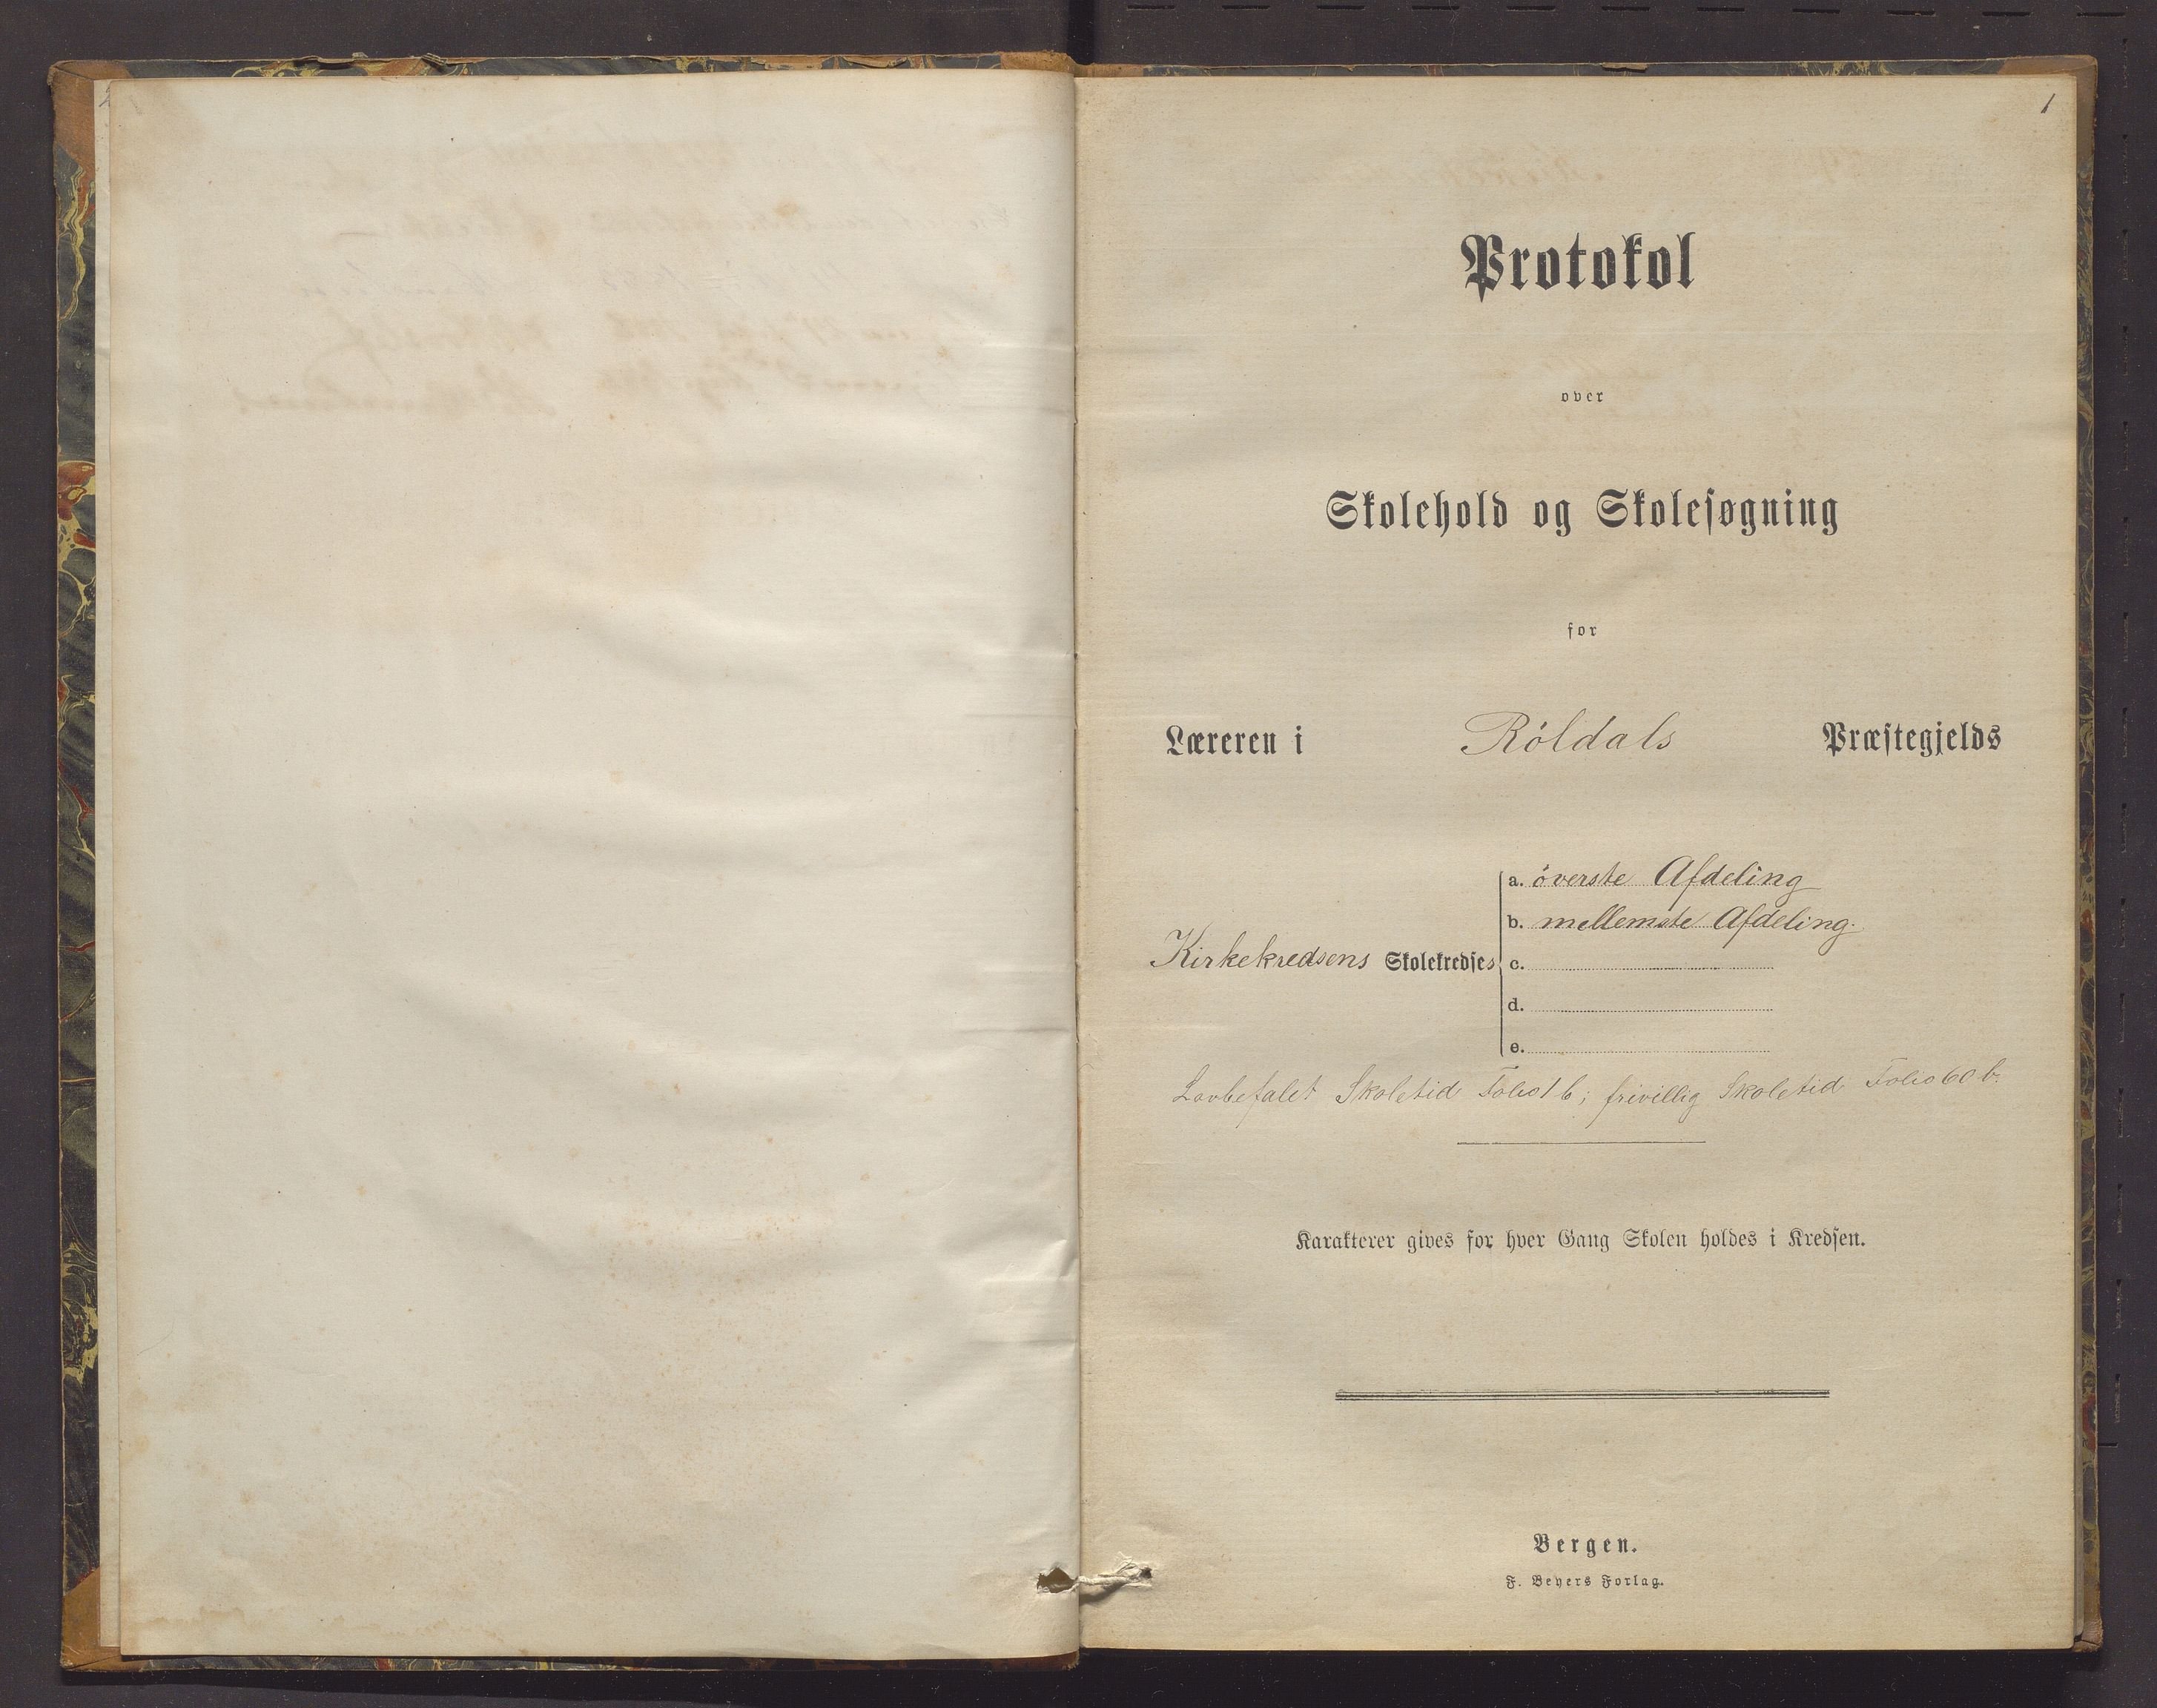 1
Protokol
over
Skolehold og Skolesøgning
for
Læreren i Röldals Præstegjelds
Kirkekredsens Skolekredses
a. överste Afdeling
b. mellemste Afdeling.
c.
d.
e.
Lovbefalet Skoletid Folio 1 b; frivillig Skoletid Folio 60 b.
Karakterer gives for hver Gang Skolen holdes i Kredsen.
Bergen.
F. Beyers Forlag.